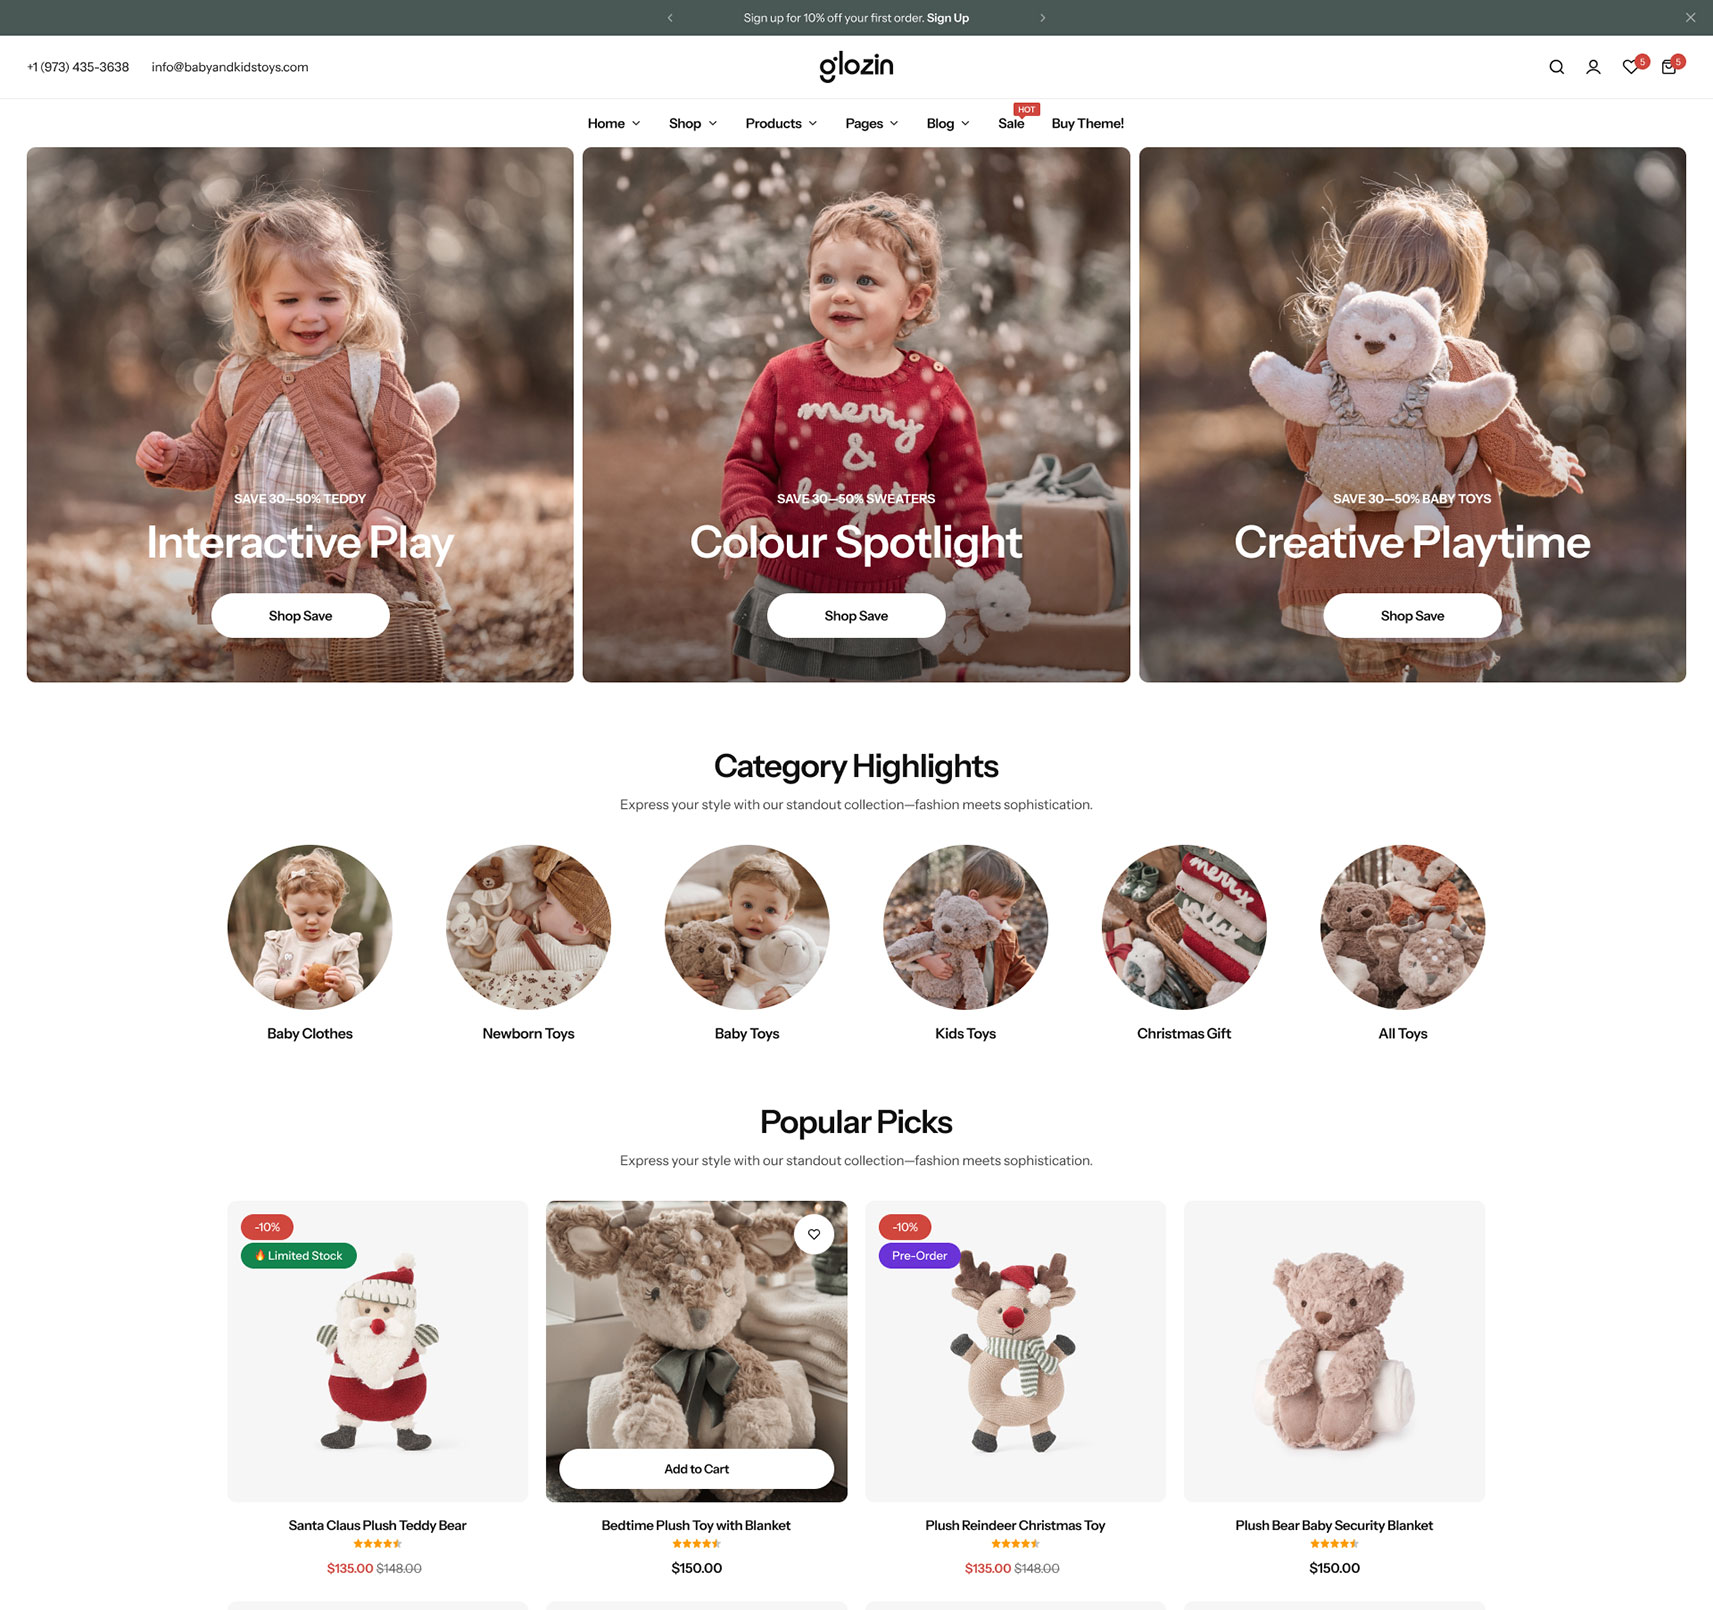 Sign up for 10% off your first order. Sign Up
+1 (973) 435-3638 info@babyandkidstoys.com
glozin
5 5
HOT
Home Shop Products Pages Blog Sale Buy Theme!
merry
&
bright
SAVE 30—50% TEDDY
Interactive Play
Shop Save
SAVE 30—50% SWEATERS
Colour Spotlight
Shop Save
SAVE 30—50% BABY TOYS
Creative Playtime
Shop Save
Category Highlights
Express your style with our standout collection—fashion meets sophistication.
merry
Baby Clothes
Newborn Toys
Baby Toys
Kids Toys
Christmas Gift
All Toys
Popular Picks
Express your style with our standout collection—fashion meets sophistication.
-10%
🔥 Limited Stock
Santa Claus Plush Teddy Bear
$135.00 $148.00
Add to Cart
Bedtime Plush Toy with Blanket
$150.00
-10%
Pre-Order
Plush Reindeer Christmas Toy
$135.00 $148.00
Plush Bear Baby Security Blanket
$150.00